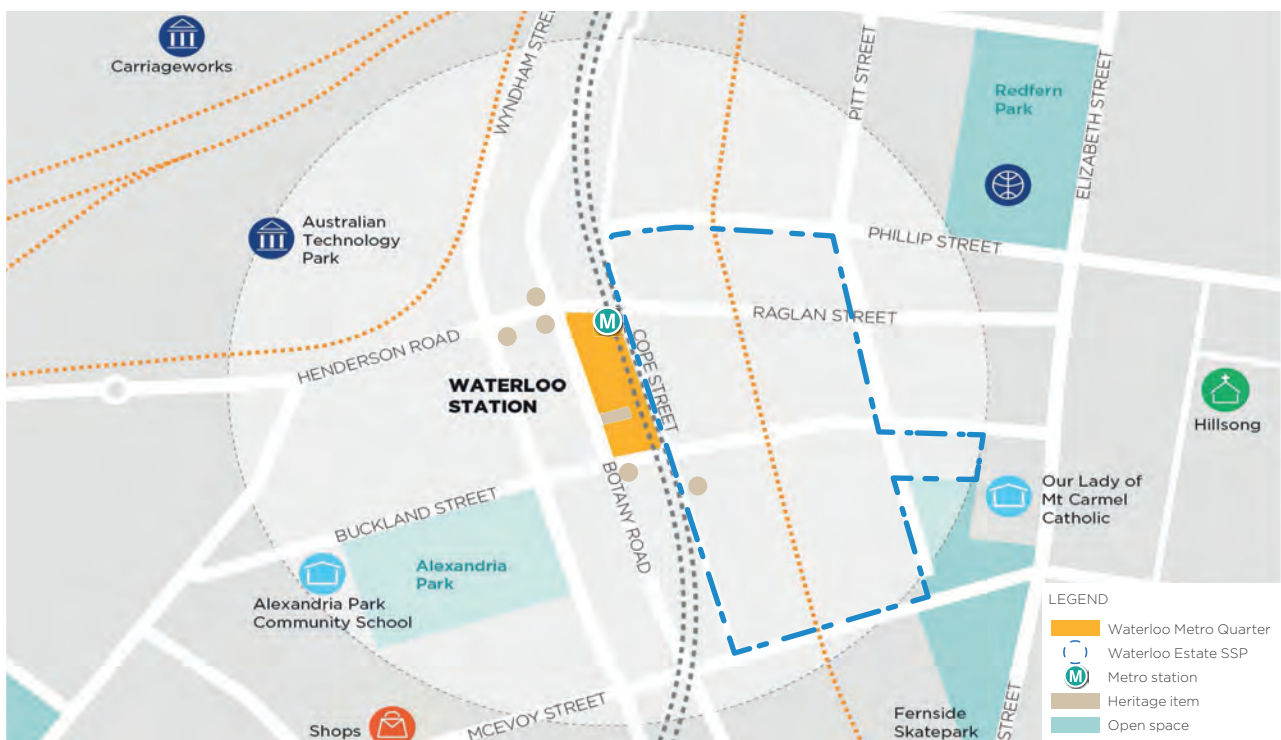 Carriageworks
WYNDHAM STREET
PITT STREET
Redfern
Park
ELIZABETH STREET
Australian
Technology
Park
PHILLIP STREET
RAGLAN STREET
HENDERSON ROAD
M
COPE STREET
WATERLOO
STATION
Hillsong
BOTANY ROAD
Our Lady of
Mt Carmel
Catholic
BUCKLAND STREET
Alexandria
Park
Alexandria Park
Community School
MCEVOY STREET
Shops
Fernside
Skatepark
STREET
LEGEND
Waterloo Metro Quarter
Waterloo Estate SSP
M
Metro station
Heritage item
Open space